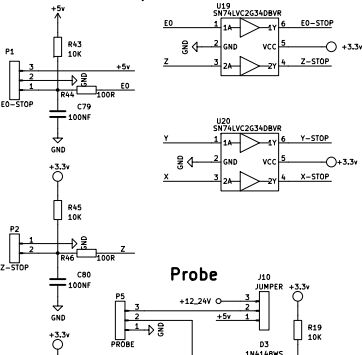 +5v
R43
10K
P1
3
+5v
2
GND
1
R44
100R
E0
E0-STOP
C79
100NF
GND
+3.3v
R45
10K
P2
1
GND
2
R46
100R
Z
Z-STOP
C80
100NF
GND
+3.3v
U19
SN74LVC2G34DBVR
E0
1
1A
1Y
6
E0-STOP
GND
2
GND
VCC
5
+3.3v
Z
3
2A
2Y
4
Z-STOP
U20
SN74LVC2G34DBVR
Y
1
1A
1Y
6
Y-STOP
GND
2
GND
VCC
5
+3.3v
X
3
2A
2Y
4
X-STOP
Probe
P5
3
2
1
GND
PROBE
J10
JUMPER
+12_24V
3
2
+5v
1
+3.3v
R19
10K
D3
1N4148WS